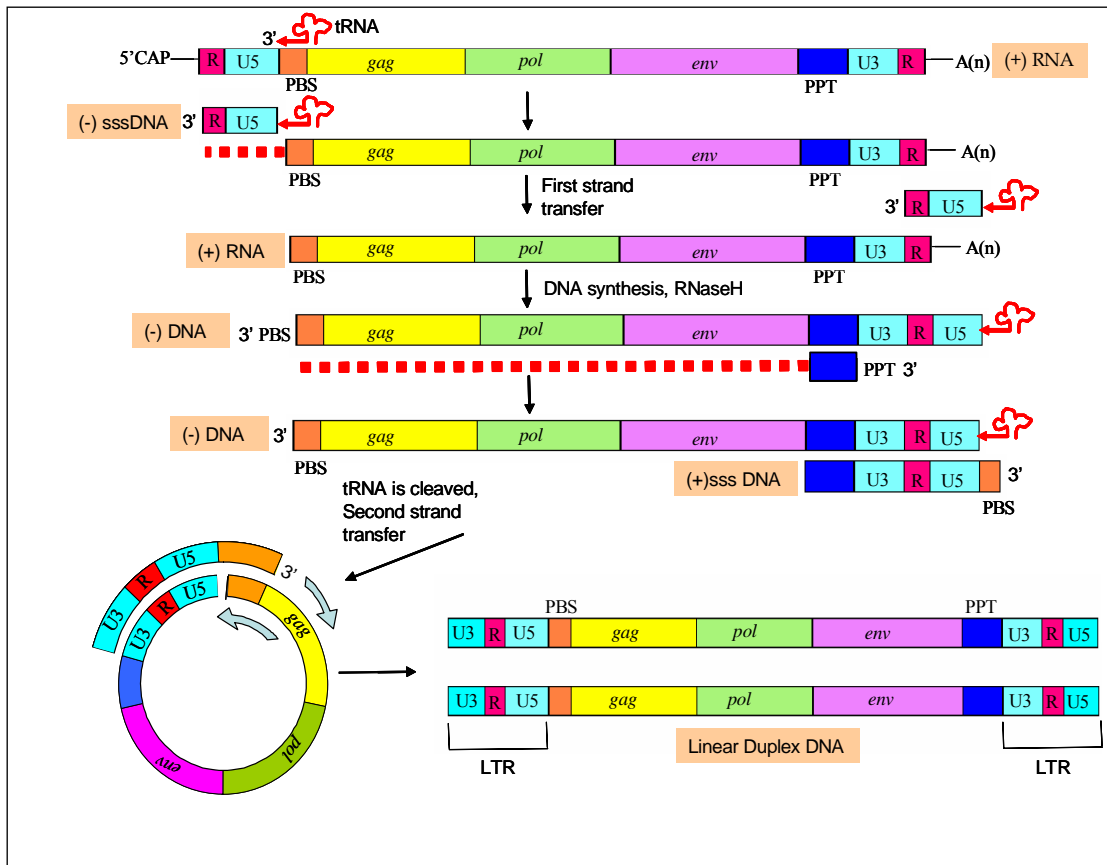 3' tRNA
5'CAP R U5 gag pol env U3 R A(n) (+) RNA
PBS PPT
(-) sssDNA 3' R U5
gag pol env U3 R A(n)
PBS PPT
First strand
transfer
3' R U5
(+) RNA gag pol env U3 R A(n)
PBS PPT
DNA synthesis, RNaseH
(-) DNA 3' PBS gag pol env U3 R U5
PPT 3'
(-) DNA 3' gag pol env U3 R U5
PBS
(+)sss DNA U3 R U5 3'
PBS
tRNA is cleaved,
Second strand
transfer
U3 R U5 3'
U3 R U5
gag
pol
env
PBS PPT
U3 R U5 gag pol env U3 R U5
U3 R U5 gag pol env U3 R U5
Linear Duplex DNA
LTR LTR